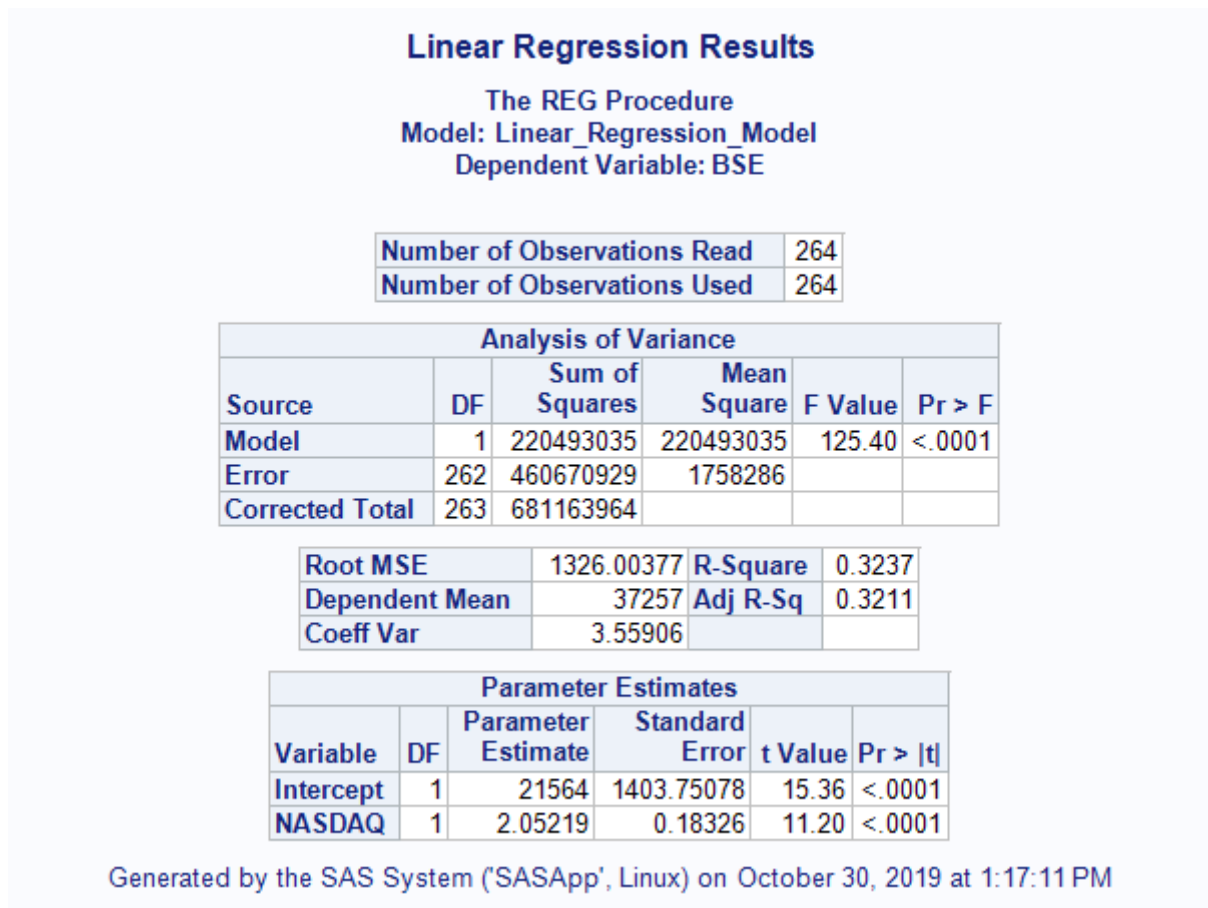 Linear Regression Results
The REG Procedure
Model: Linear_Regression_Model
Dependent Variable: BSE
Number of Observations Read 264
Number of Observations Used 264
Analysis of Variance
Source DF Sum of Squares Mean Square F Value Pr > F
Model 1 220493035 220493035 125.40 <.0001
Error 262 460670929 1758286
Corrected Total 263 681163964
Root MSE 1326.00377 R-Square 0.3237
Dependent Mean 37257 Adj R-Sq 0.3211
Coeff Var 3.55906
Parameter Estimates
Variable DF Parameter Estimate Standard Error t Value Pr > |t|
Intercept 1 21564 1403.75078 15.36 <.0001
NASDAQ 1 2.05219 0.18326 11.20 <.0001
Generated by the SAS System ('SASApp', Linux) on October 30, 2019 at 1:17:11 PM